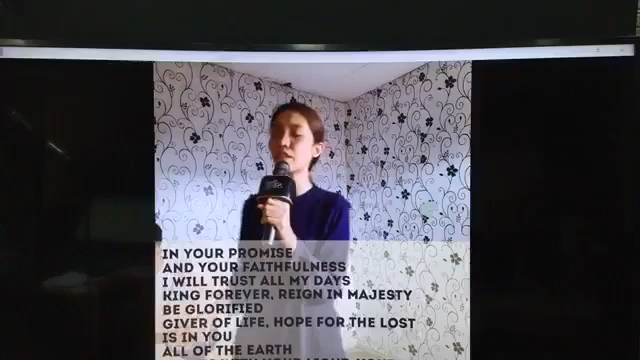 IN YOUR PROMISE
AND YOUR FAITHFULNESS
I WILL TRUST ALL MY DAYS
KING FOREVER, REIGN IN MAJESTY
BE GLORIFIED
GIVER OF LIFE, HOPE FOR THE LOST
IS IN YOU
ALL OF THE EARTH